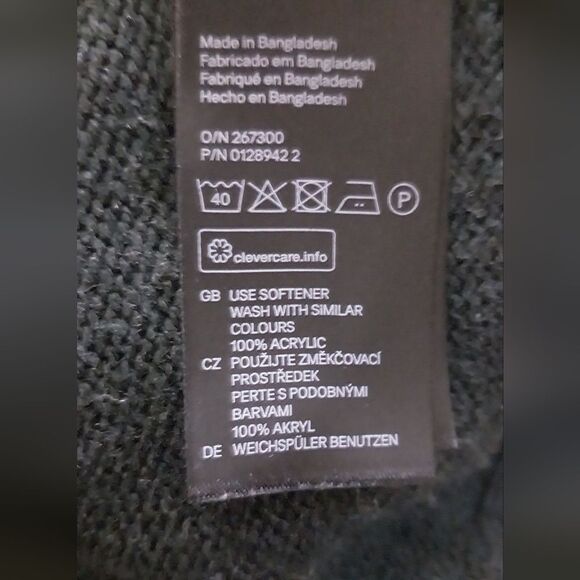 Made in Bangladesh
Fabricado em Bangladesh
Fabriqué en Bangladesh
Hecho en Bangladesh
O/N 267300
P/N 0128942 2
40 P
clevercare.info
GB USE SOFTENER
WASH WITH SIMILAR
COLOURS
100% ACRYLIC
CZ POUŽIJTE ZMĚKČOVACÍ
PROSTŘEDEK
PERTE S PODOBNÝMI
BARVAMI
100% AKRYL
DE WEICHSPÜLER BENUTZEN